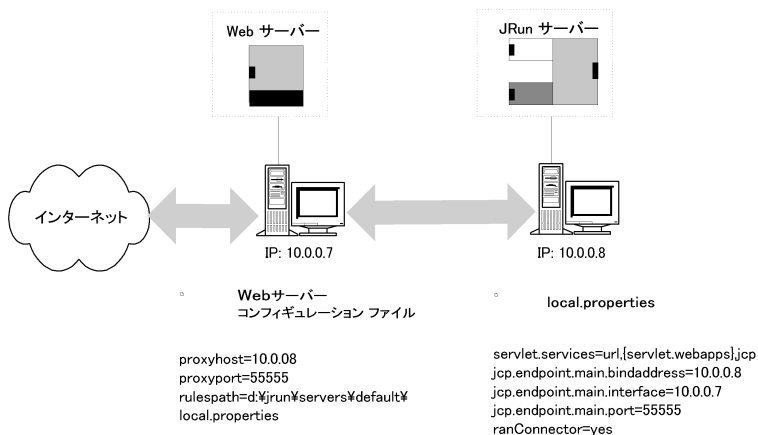 Web サーバー
JRun サーバー
インターネット
IP: 10.0.0.7
IP: 10.0.0.8
Webサーバー
コンフィギュレーション ファイル
proxyhost=10.0.08
proxyport=55555
rulespath=d:¥jrun¥servers¥default¥
local.properties
local.properties
servlet.services=url,{servlet.webapps},jcp
jcp.endpoint.main.bindaddress=10.0.0.8
jcp.endpoint.main.interface=10.0.0.7
jcp.endpoint.main.port=55555
ranConnector=yes